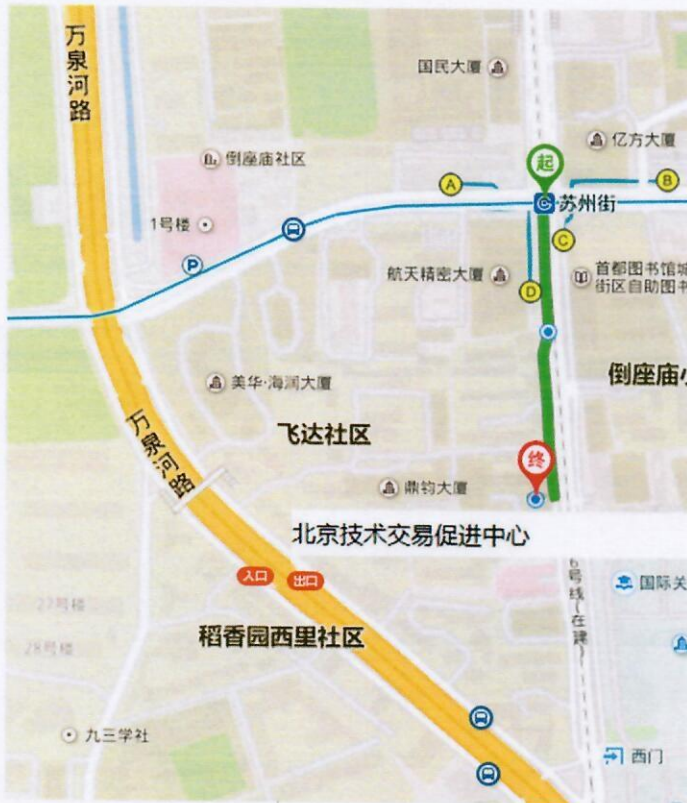 万泉河路
国民大厦
亿方大厦
倒座庙社区
起
A
B
苏州街
1号楼
C
P
航天精密大厦
首都图书馆城
街区自助图书
D
倒座庙
美华·海润大厦
万泉河路
飞达社区
终
鼎钧大厦
北京技术交易促进中心
入口
出口
6号线(在建)
国际关
27号楼
稻香园西里社区
28号楼
九三学社
西门